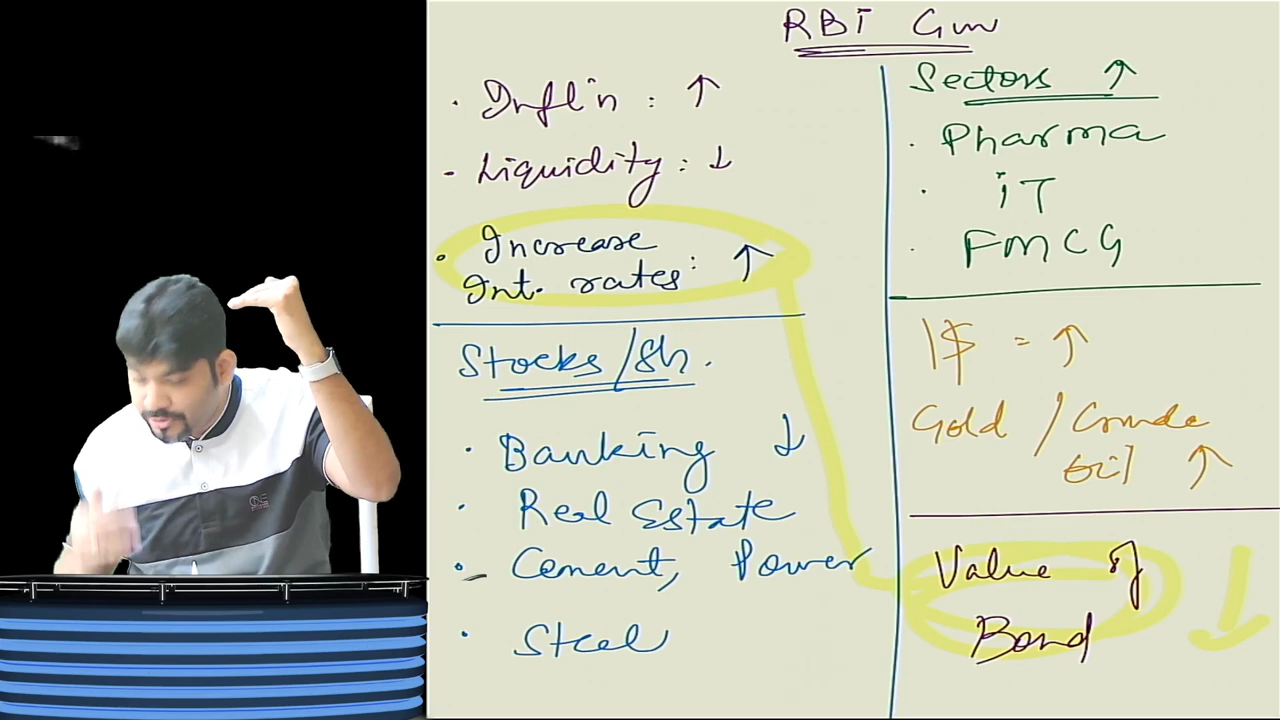 RBI Gov
· Infl'n : ↑
- Liquidity : ↓
· Increase
Int. rates : ↑
Stocks/Sh.
· Banking ↓
· Real Estate
· Cement, Power
· Steel
Sectors ↑
· Pharma
· iT
· FMCG
1$ = ↑
Gold / Crude
Oil ↑
Value of
Bond ↓